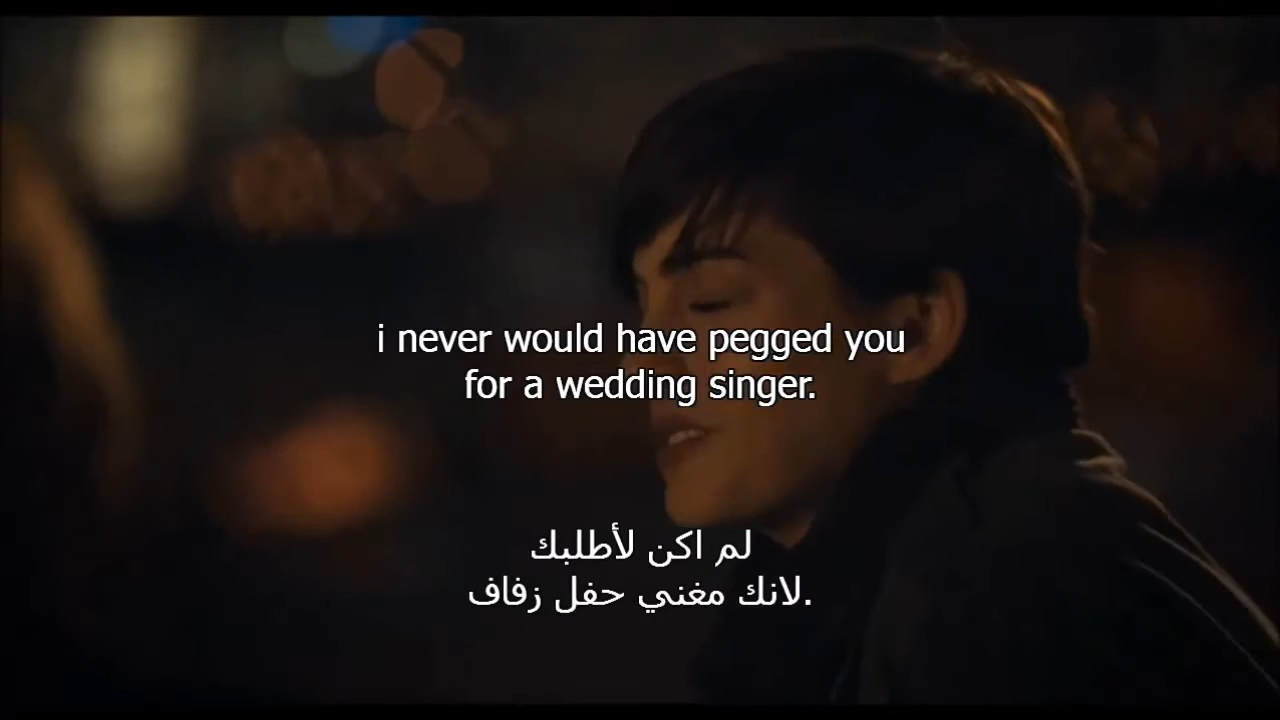 i never would have pegged you
for a wedding singer.
لم اكن لأطلبك
لانك مغني حفل زفاف.